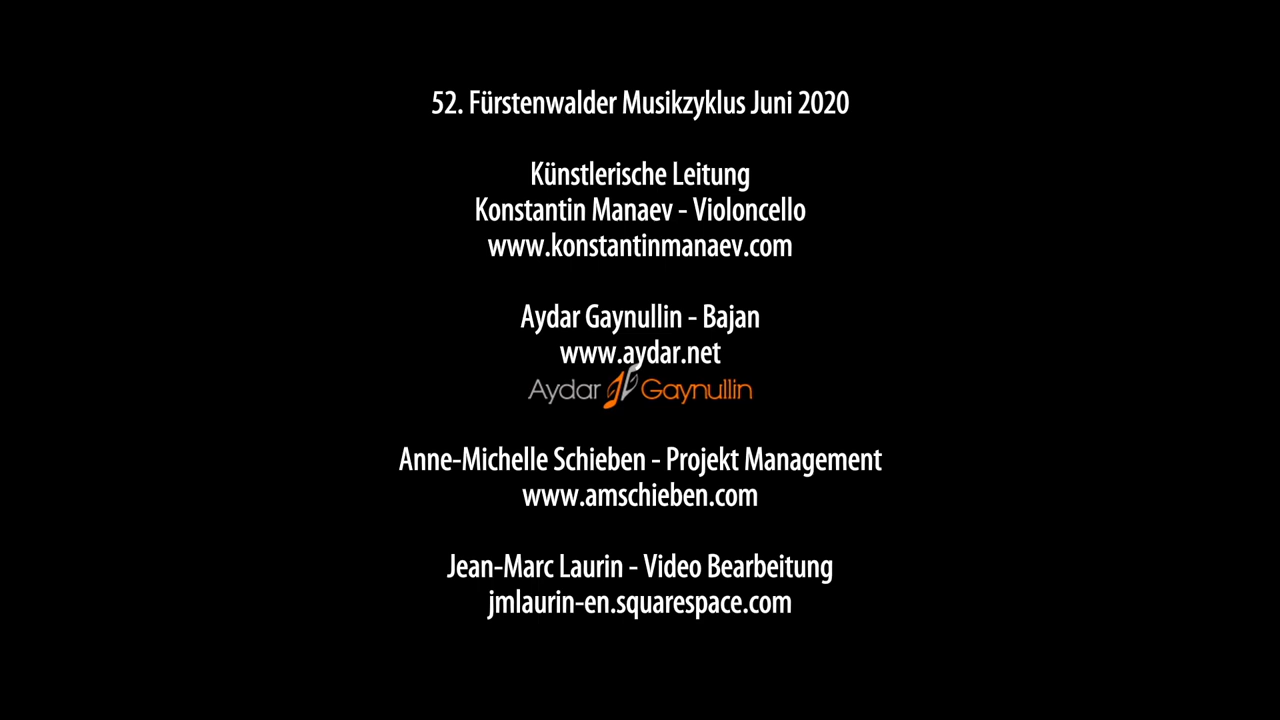 52. Fürstenwalder Musikzyklus Juni 2020
Künstlerische Leitung
Konstantin Manaev - Violoncello
www.konstantinmanaev.com
Aydar Gaynullin - Bajan
www.aydar.net
Aydar Gaynullin
Anne-Michelle Schieben - Projekt Management
www.amschieben.com
Jean-Marc Laurin - Video Bearbeitung
jmlaurin-en.squarespace.com